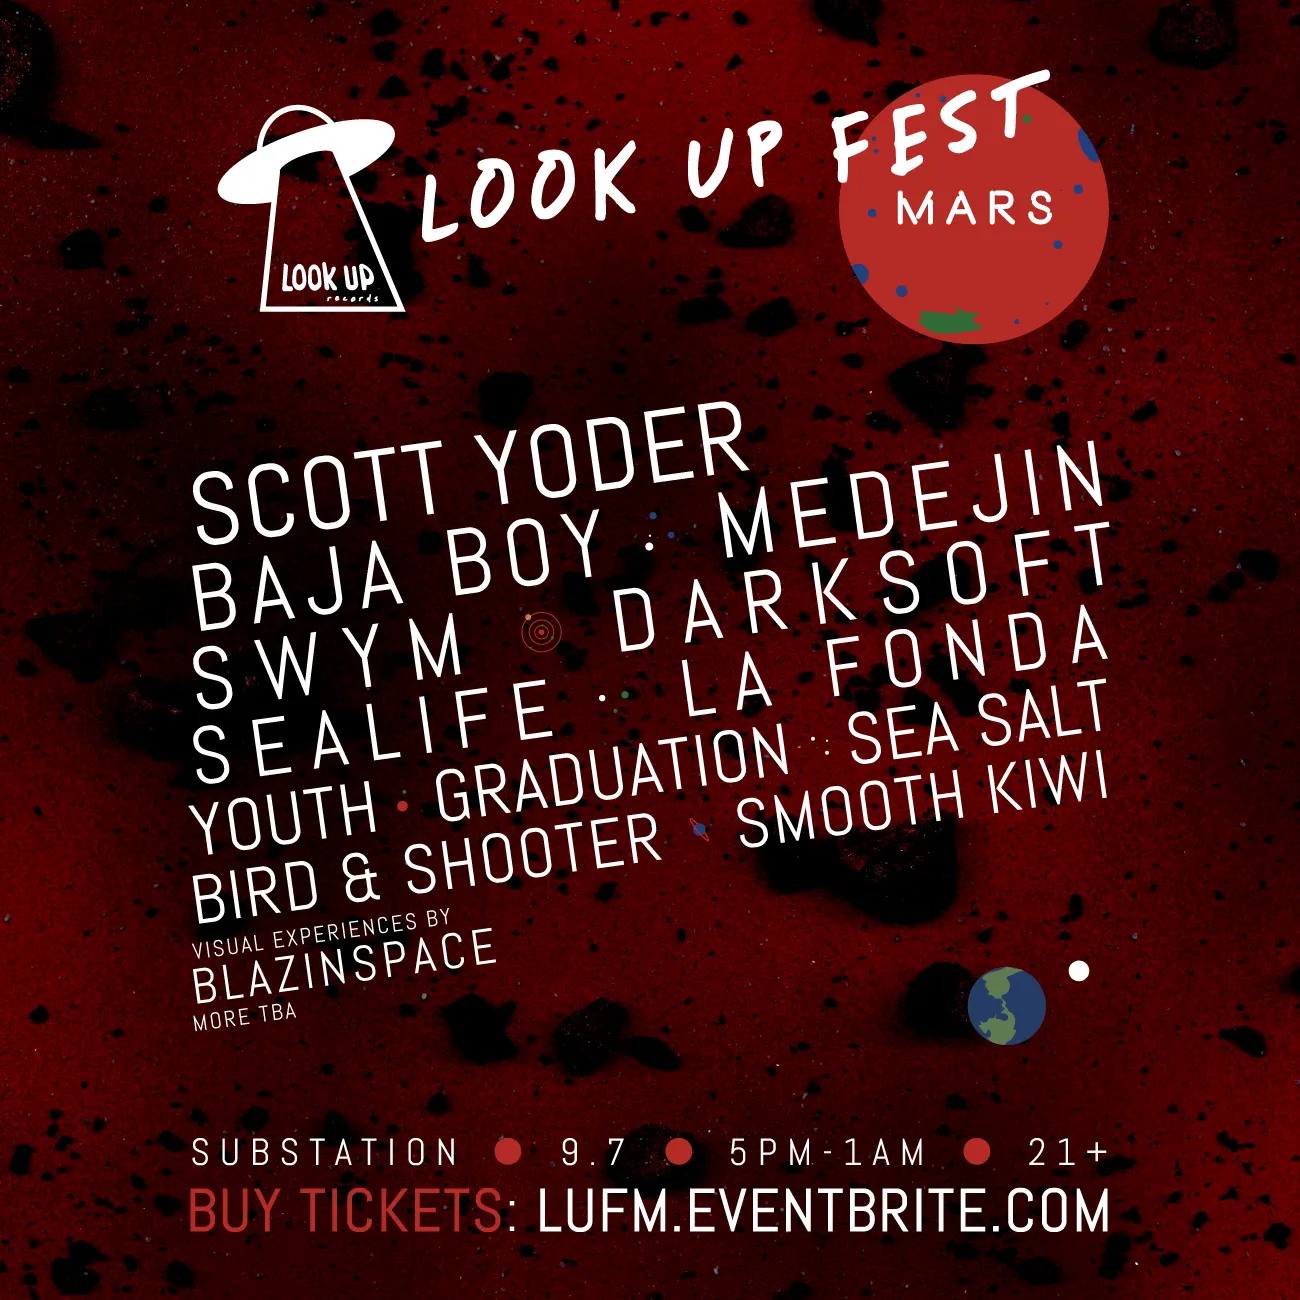 LOOK UP FEST
MARS
LOOK UP
records
SCOTT YODER
BAJA BOY · MEDEJIN
SWYM DARKSOFT
SEALIFE · LA FONDA
YOUTH · GRADUATION · SEA SALT
BIRD & SHOOTER SMOOTH KIWI
VISUAL EXPERIENCES BY
BLAZINSPACE
MORE TBA
SUBSTATION ● 9.7 ● 5PM-1AM ● 21+
BUY TICKETS: LUFM.EVENTBRITE.COM